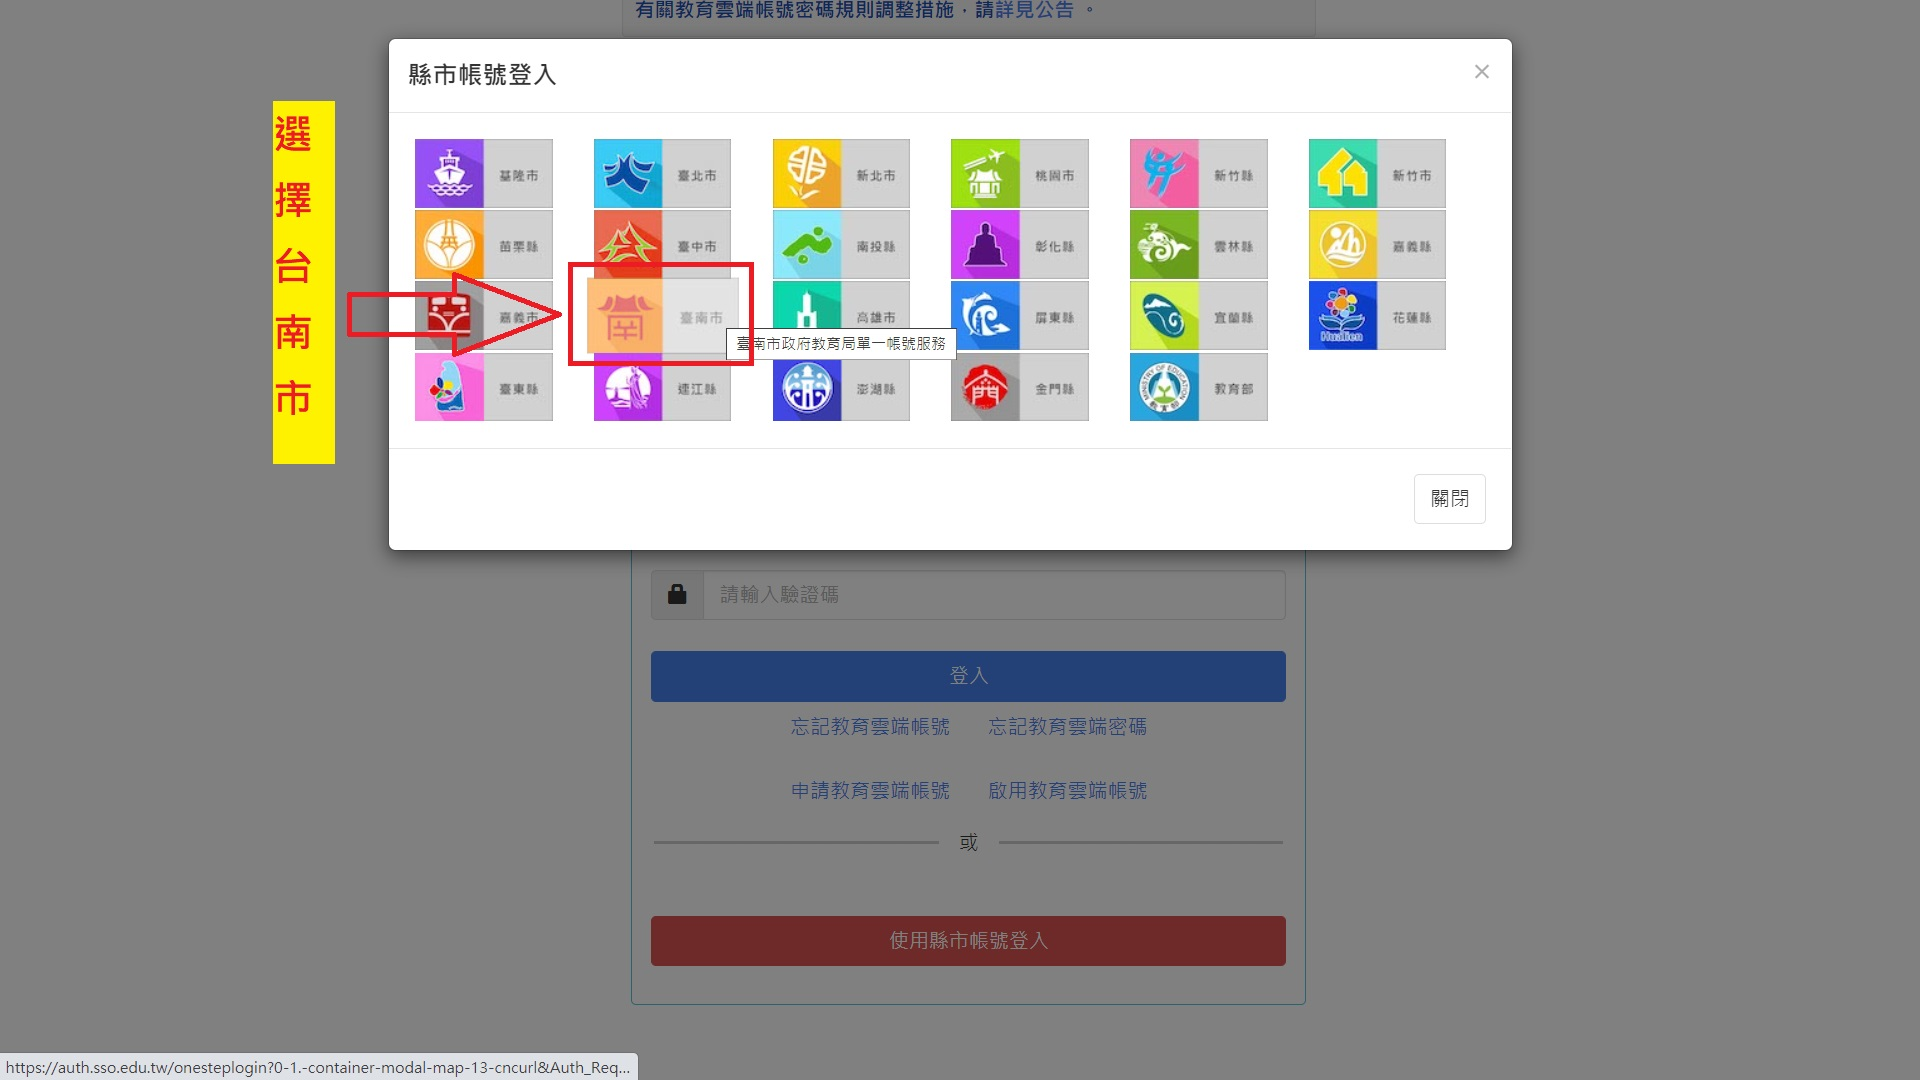 有關教育雲端帳號密碼規則調整措施，請詳見公告 。
縣市帳號登入
×
選擇台南市
基隆市
臺北市
新北市
桃園市
新竹縣
新竹市
苗栗縣
臺中市
南投縣
彰化縣
雲林縣
嘉義縣
嘉義市
臺南市
高雄市
屏東縣
宜蘭縣
Hualien
花蓮縣
臺南市政府教育局單一帳號服務
臺東縣
連江縣
澎湖縣
金門縣
MINISTRY OF EDUCATION
教育部
教育部
關閉
請輸入驗證碼
登入
忘記教育雲端帳號 忘記教育雲端密碼
申請教育雲端帳號 啟用教育雲端帳號
或
使用縣市帳號登入
https://auth.sso.edu.tw/onesteplogin?0-1.-container-modal-map-13-cncurl&Auth_Req...